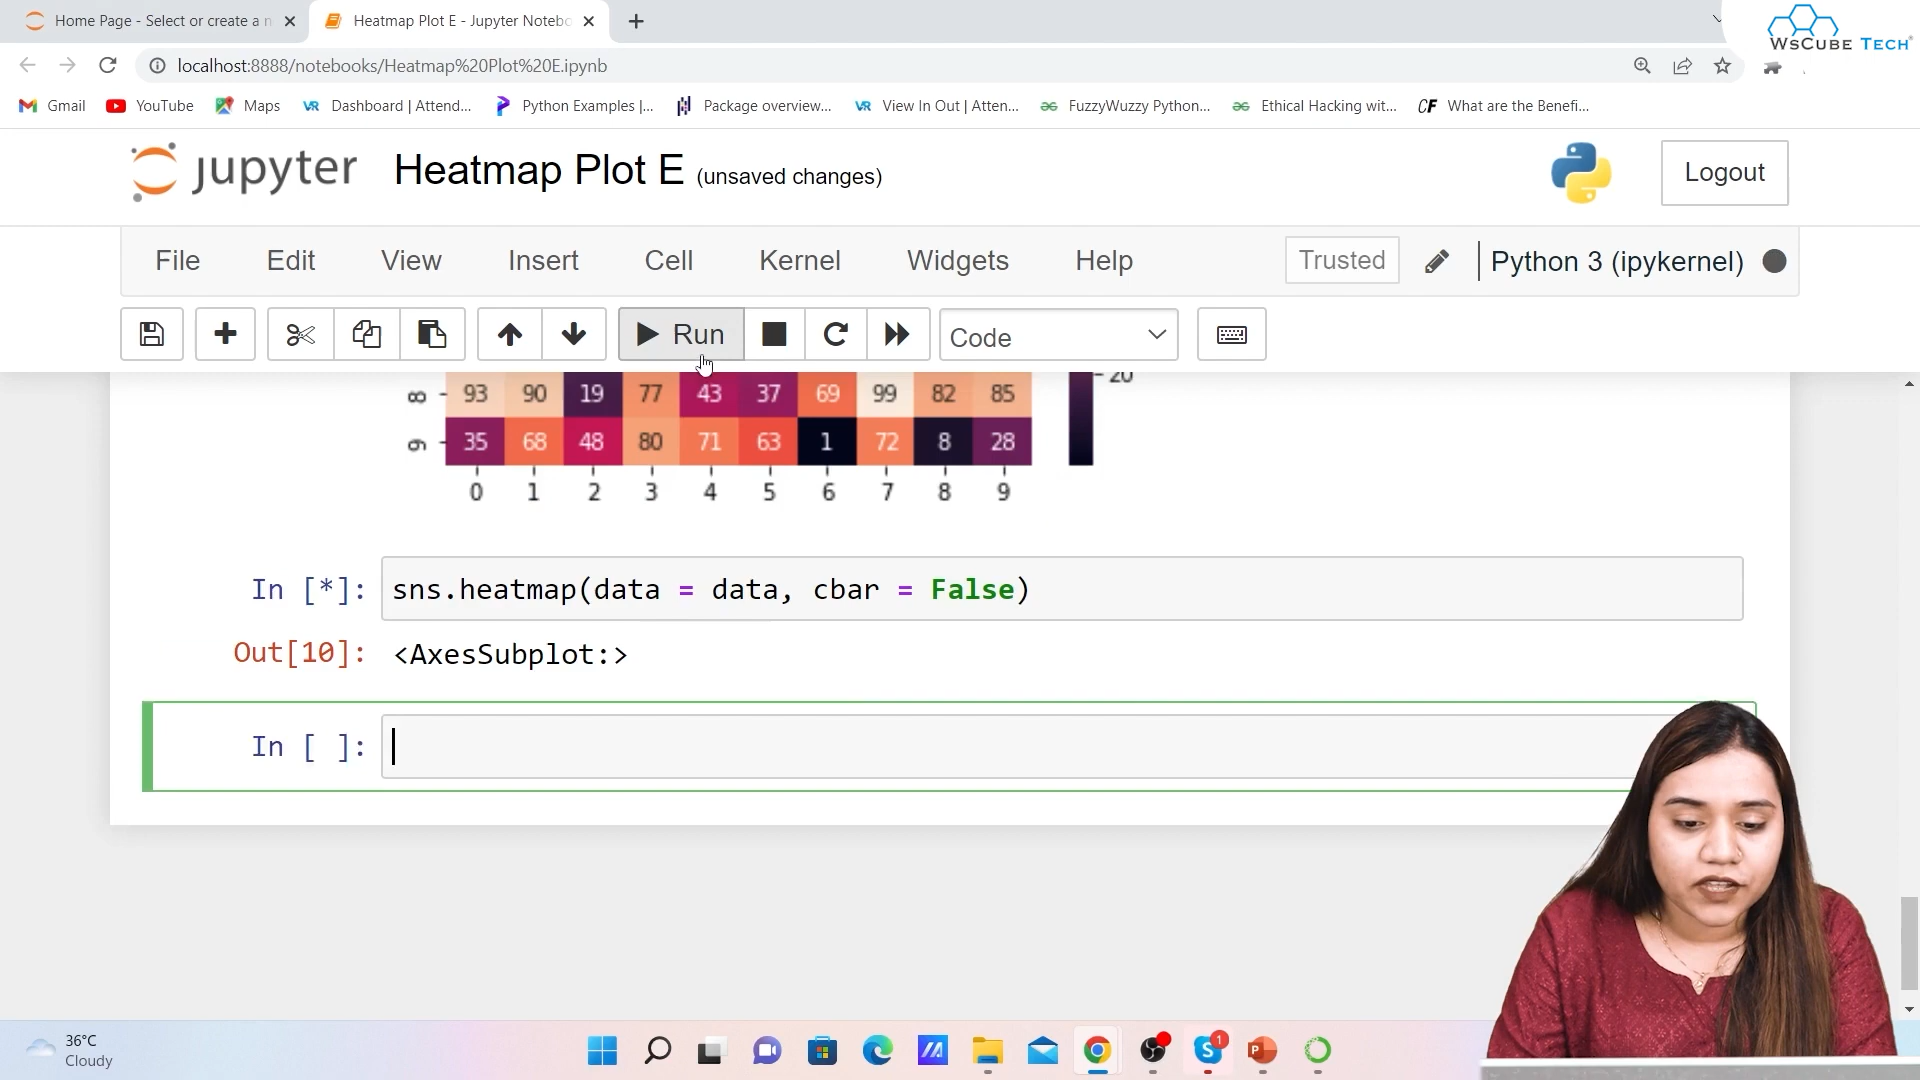 Home Page - Select or create a n
Heatmap Plot E - Jupyter Notebo
WsCube Tech
localhost:8888/notebooks/Heatmap%20Plot%20E.ipynb
Gmail YouTube Maps Dashboard | Attend... Python Examples |... Package overview... View In Out | Atten... FuzzyWuzzy Python... Ethical Hacking wit... What are the Benefi...
jupyter Heatmap Plot E (unsaved changes) Logout
File Edit View Insert Cell Kernel Widgets Help Trusted Python 3 (ipykernel)
Run Code
20
8 93 90 19 77 43 37 69 99 82 85
9 35 68 48 80 71 63 1 72 8 28
0 1 2 3 4 5 6 7 8 9
In [*]: sns.heatmap(data = data, cbar = False)
Out[10]: <AxesSubplot:>
In [ ]:
36°C
Cloudy
1